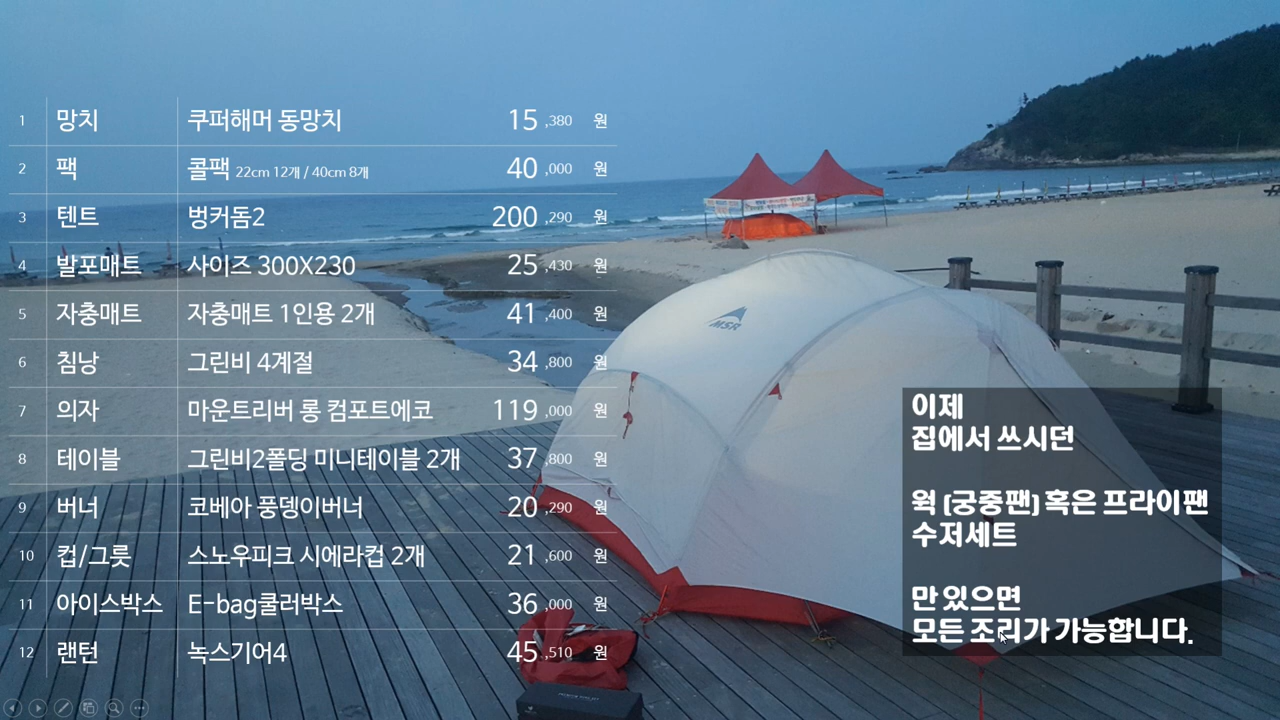 1 망치 쿠퍼해머 동망치 15,380 원
2 팩 콜팩 22cm 12개 / 40cm 8개 40,000 원
3 텐트 벙커돔2 200,290 원
4 발포매트 사이즈 300X230 25,430 원
5 자충매트 자충매트 1인용 2개 41,400 원
6 침낭 그린비 4계절 34,800 원
7 의자 마운트리버 롱 컴포트에코 119,000 원
8 테이블 그린비2폴딩 미니테이블 2개 37,800 원
9 버너 코베아 풍뎅이버너 20,290 원
10 컵/그릇 스노우피크 시에라컵 2개 21,600 원
11 아이스박스 E-bag쿨러박스 36,000 원
12 랜턴 녹스기어4 45,510 원
MSR
이제
집에서 쓰시던
웍 (궁중팬) 혹은 프라이팬
수저세트
만 있으면
모든 조리가 가능합니다.